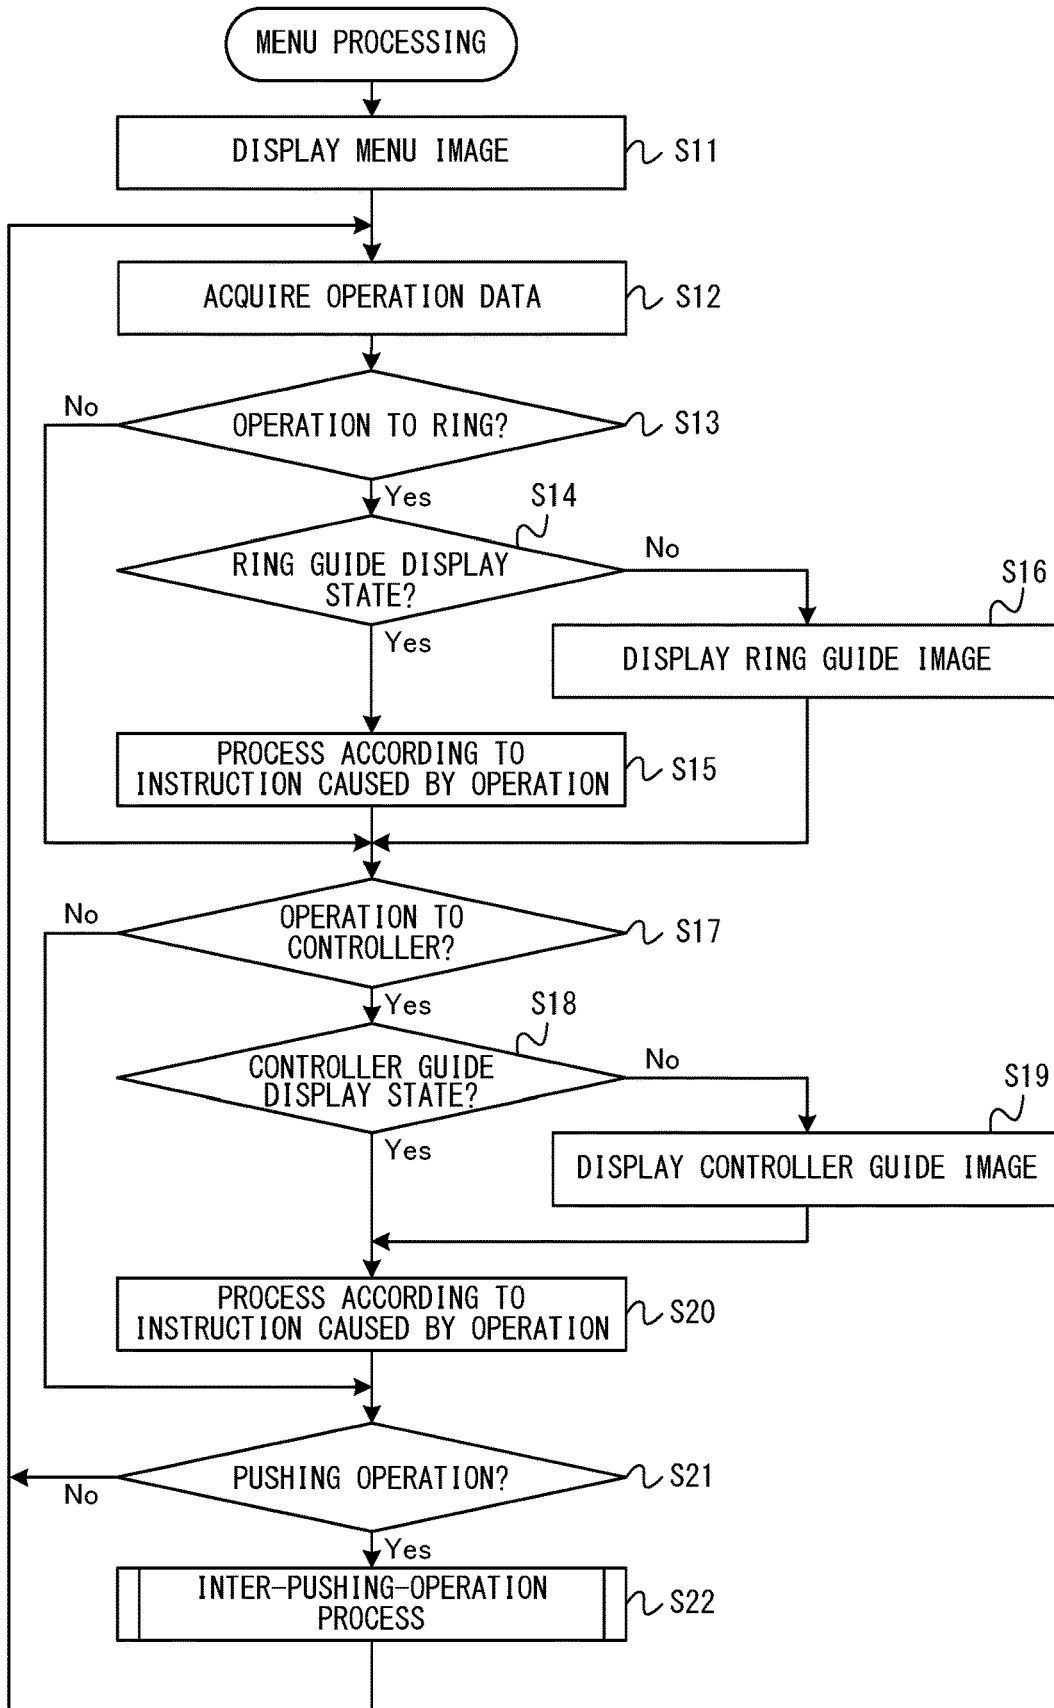 MENU PROCESSING
DISPLAY MENU IMAGE
S11
ACQUIRE OPERATION DATA
S12
No
OPERATION TO RING?
S13
Yes
S14
RING GUIDE DISPLAY
STATE?
No
S16
Yes
DISPLAY RING GUIDE IMAGE
PROCESS ACCORDING TO
INSTRUCTION CAUSED BY OPERATION
S15
No
OPERATION TO
CONTROLLER?
S17
Yes
S18
CONTROLLER GUIDE
DISPLAY STATE?
No
S19
Yes
DISPLAY CONTROLLER GUIDE IMAGE
PROCESS ACCORDING TO
INSTRUCTION CAUSED BY OPERATION
S20
PUSHING OPERATION?
S21
No
Yes
INTER-PUSHING-OPERATION
PROCESS
S22